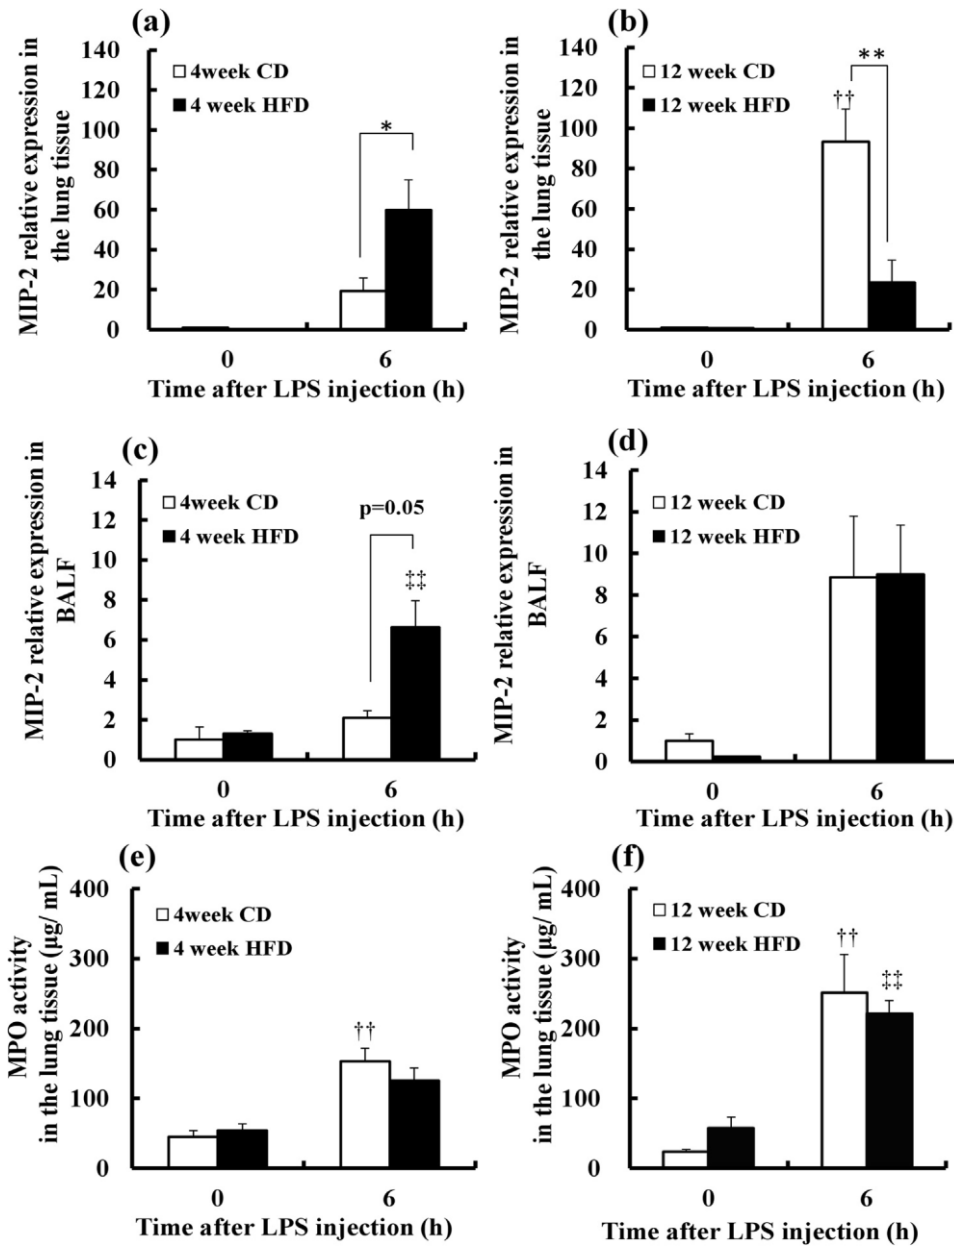 (a)
MIP-2 relative expression in
the lung tissue
140
120
100
80
60
40
20
0
4week CD
4 week HFD
*
0
6
Time after LPS injection (h)
(b)
MIP-2 relative expression in
the lung tissue
140
120
100
80
60
40
20
0
12 week CD
12 week HFD
**
††
0
6
Time after LPS injection (h)
(c)
MIP-2 relative expression in
BALF
14
12
10
8
6
4
2
0
4week CD
4 week HFD
p=0.05
‡‡
0
6
Time after LPS injection (h)
(d)
MIP-2 relative expression in
BALF
14
12
10
8
6
4
2
0
12 week CD
12 week HFD
0
6
Time after LPS injection (h)
(e)
MPO activity
in the lung tissue (µg/ mL)
400
300
200
100
0
4week CD
4 week HFD
††
0
6
Time after LPS injection (h)
(f)
MPO activity
in the lung tissue (µg/ mL)
400
300
200
100
0
12 week CD
12 week HFD
††
‡‡
0
6
Time after LPS injection (h)